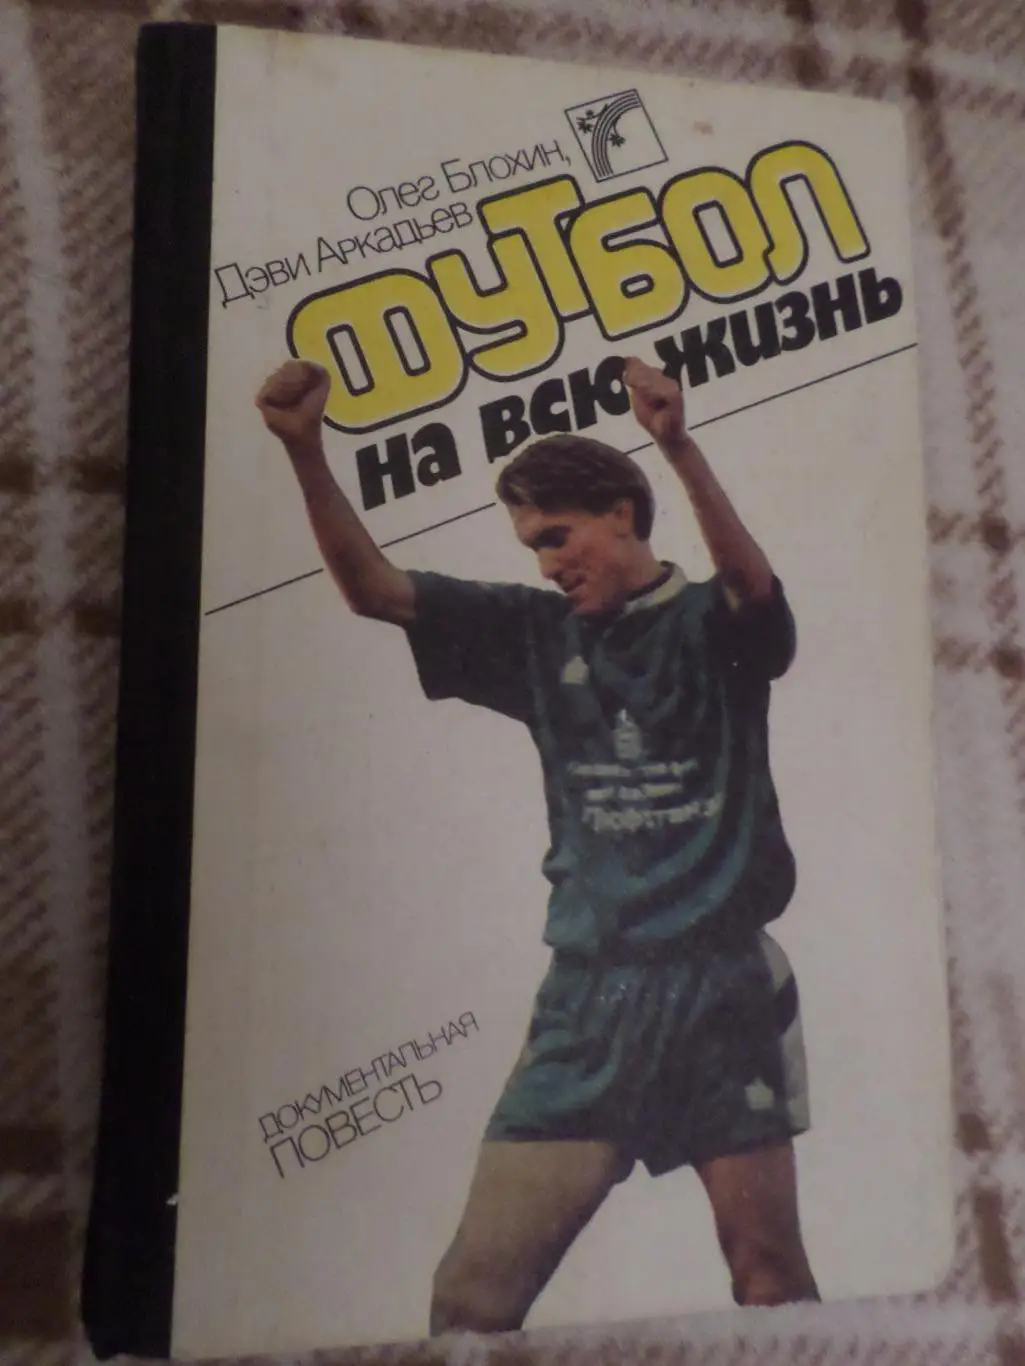 Олег Блохин,
Дэви Аркадьев
ФУТБОЛ
на всю жизнь
ДОКУМЕНТАЛЬНАЯ
ПОВЕСТЬ